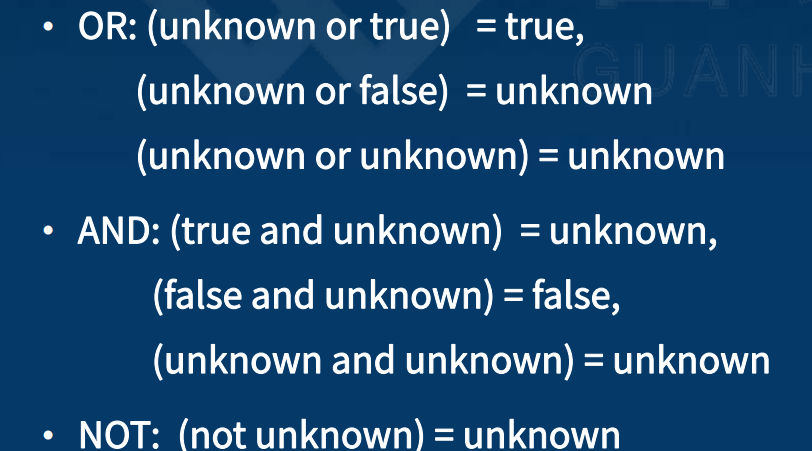 • OR: (unknown or true) = true,
(unknown or false) = unknown
(unknown or unknown) = unknown
• AND: (true and unknown) = unknown,
(false and unknown) = false,
(unknown and unknown) = unknown
• NOT: (not unknown) = unknown